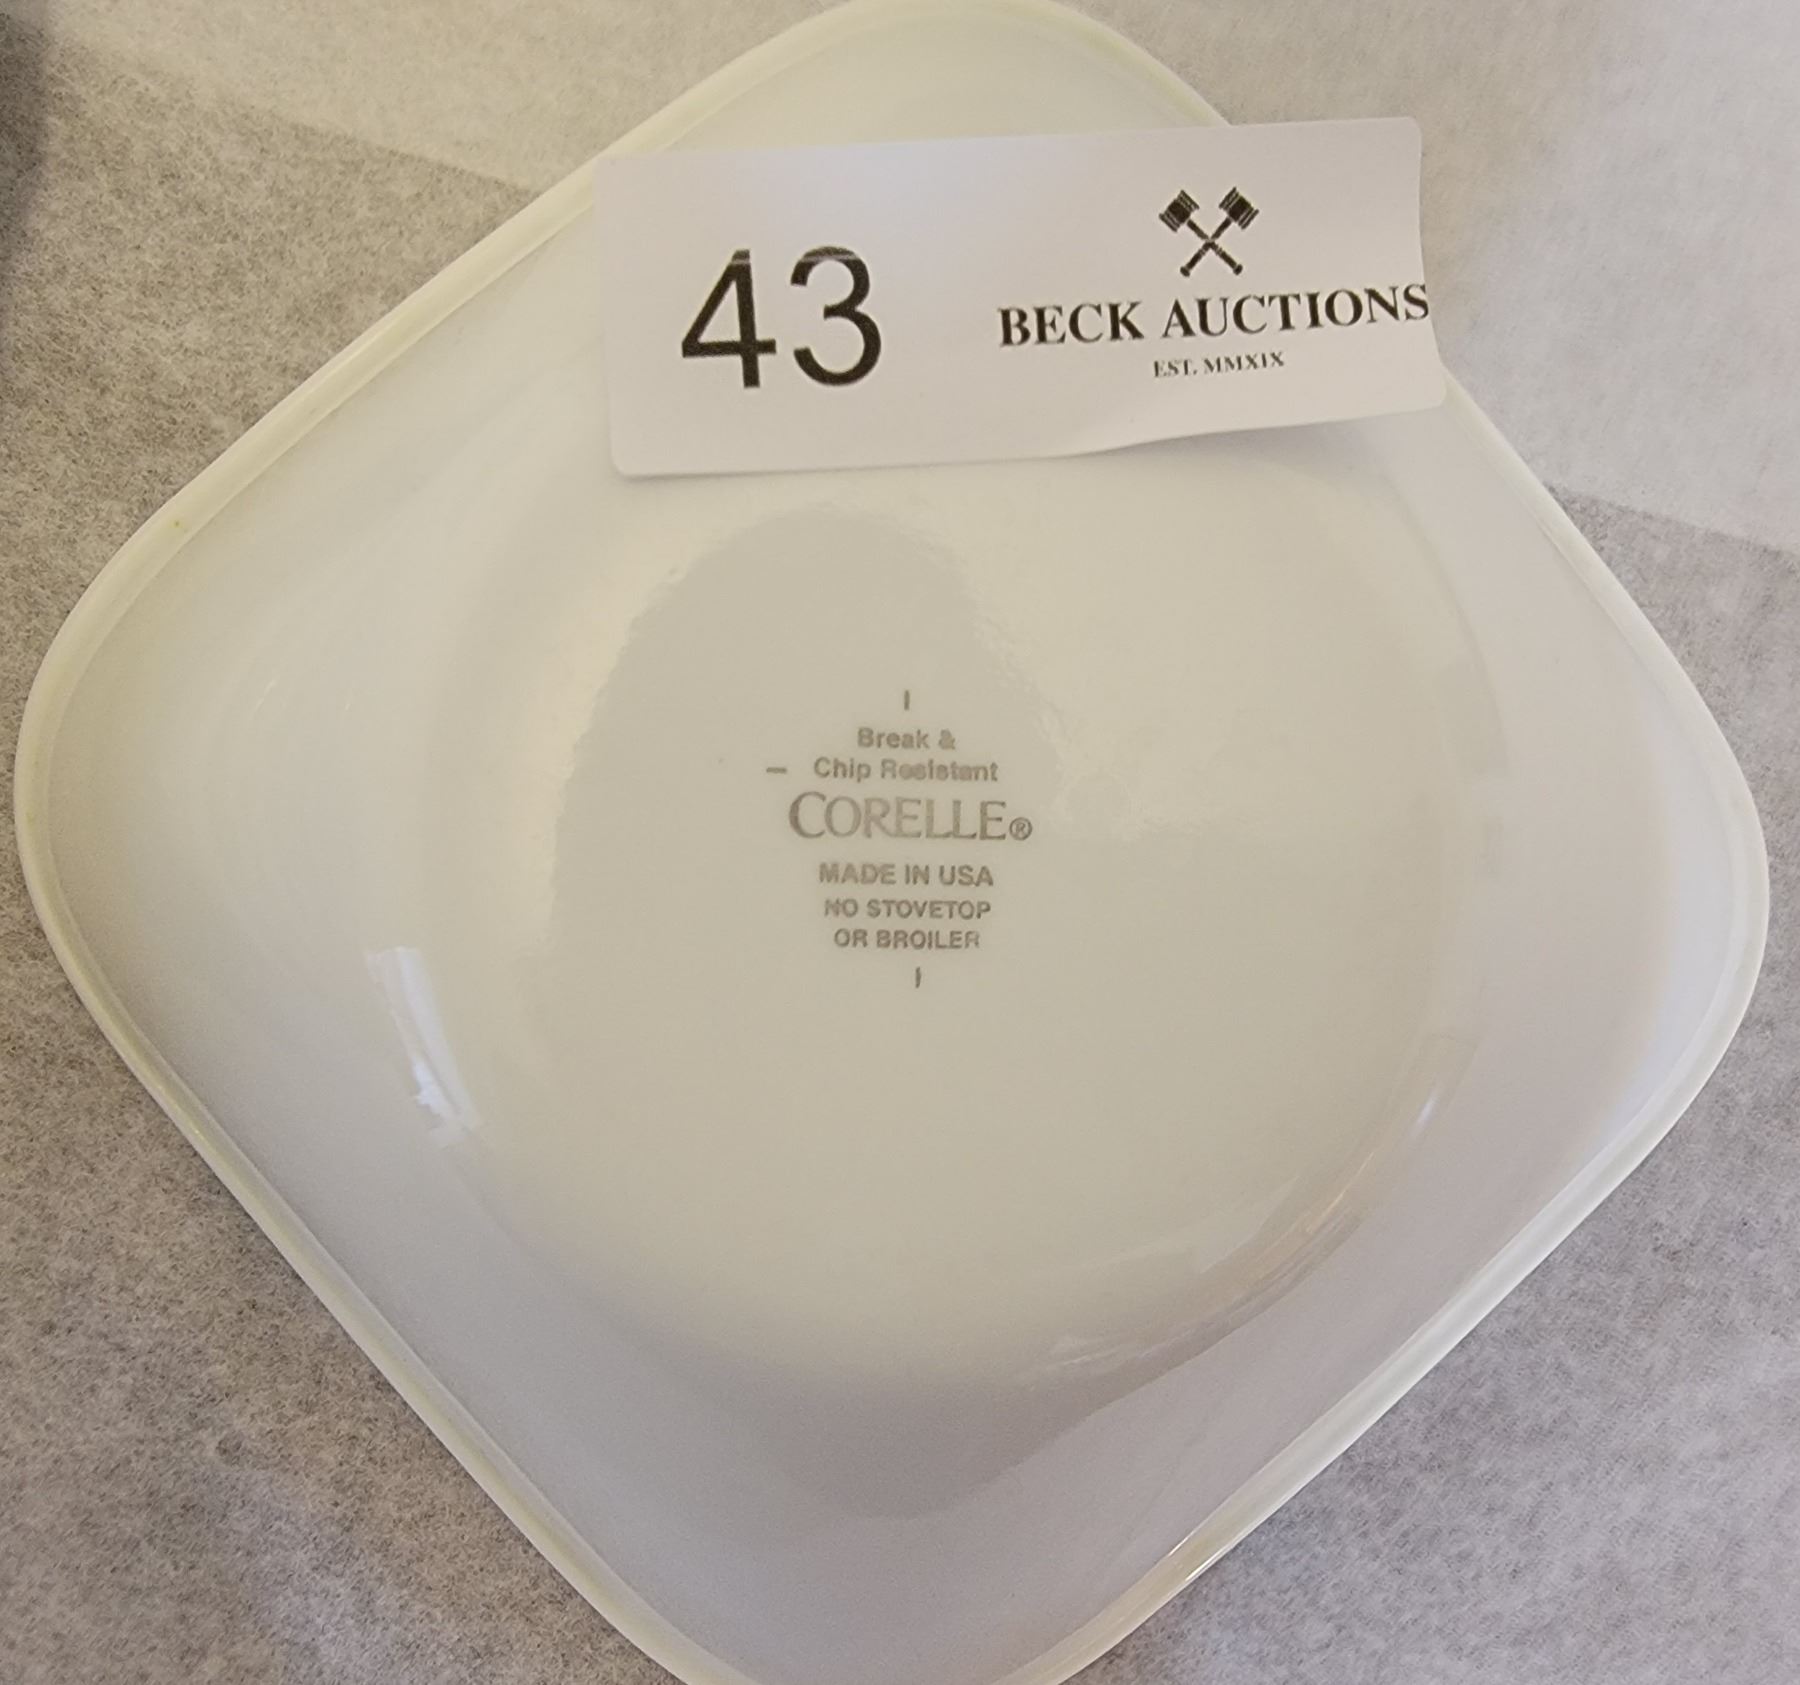 43
BECK AUCTIONS
EST. MMXIX
Break &
Chip Resistant
CORELLE®
MADE IN USA
NO STOVETOP
OR BROILER